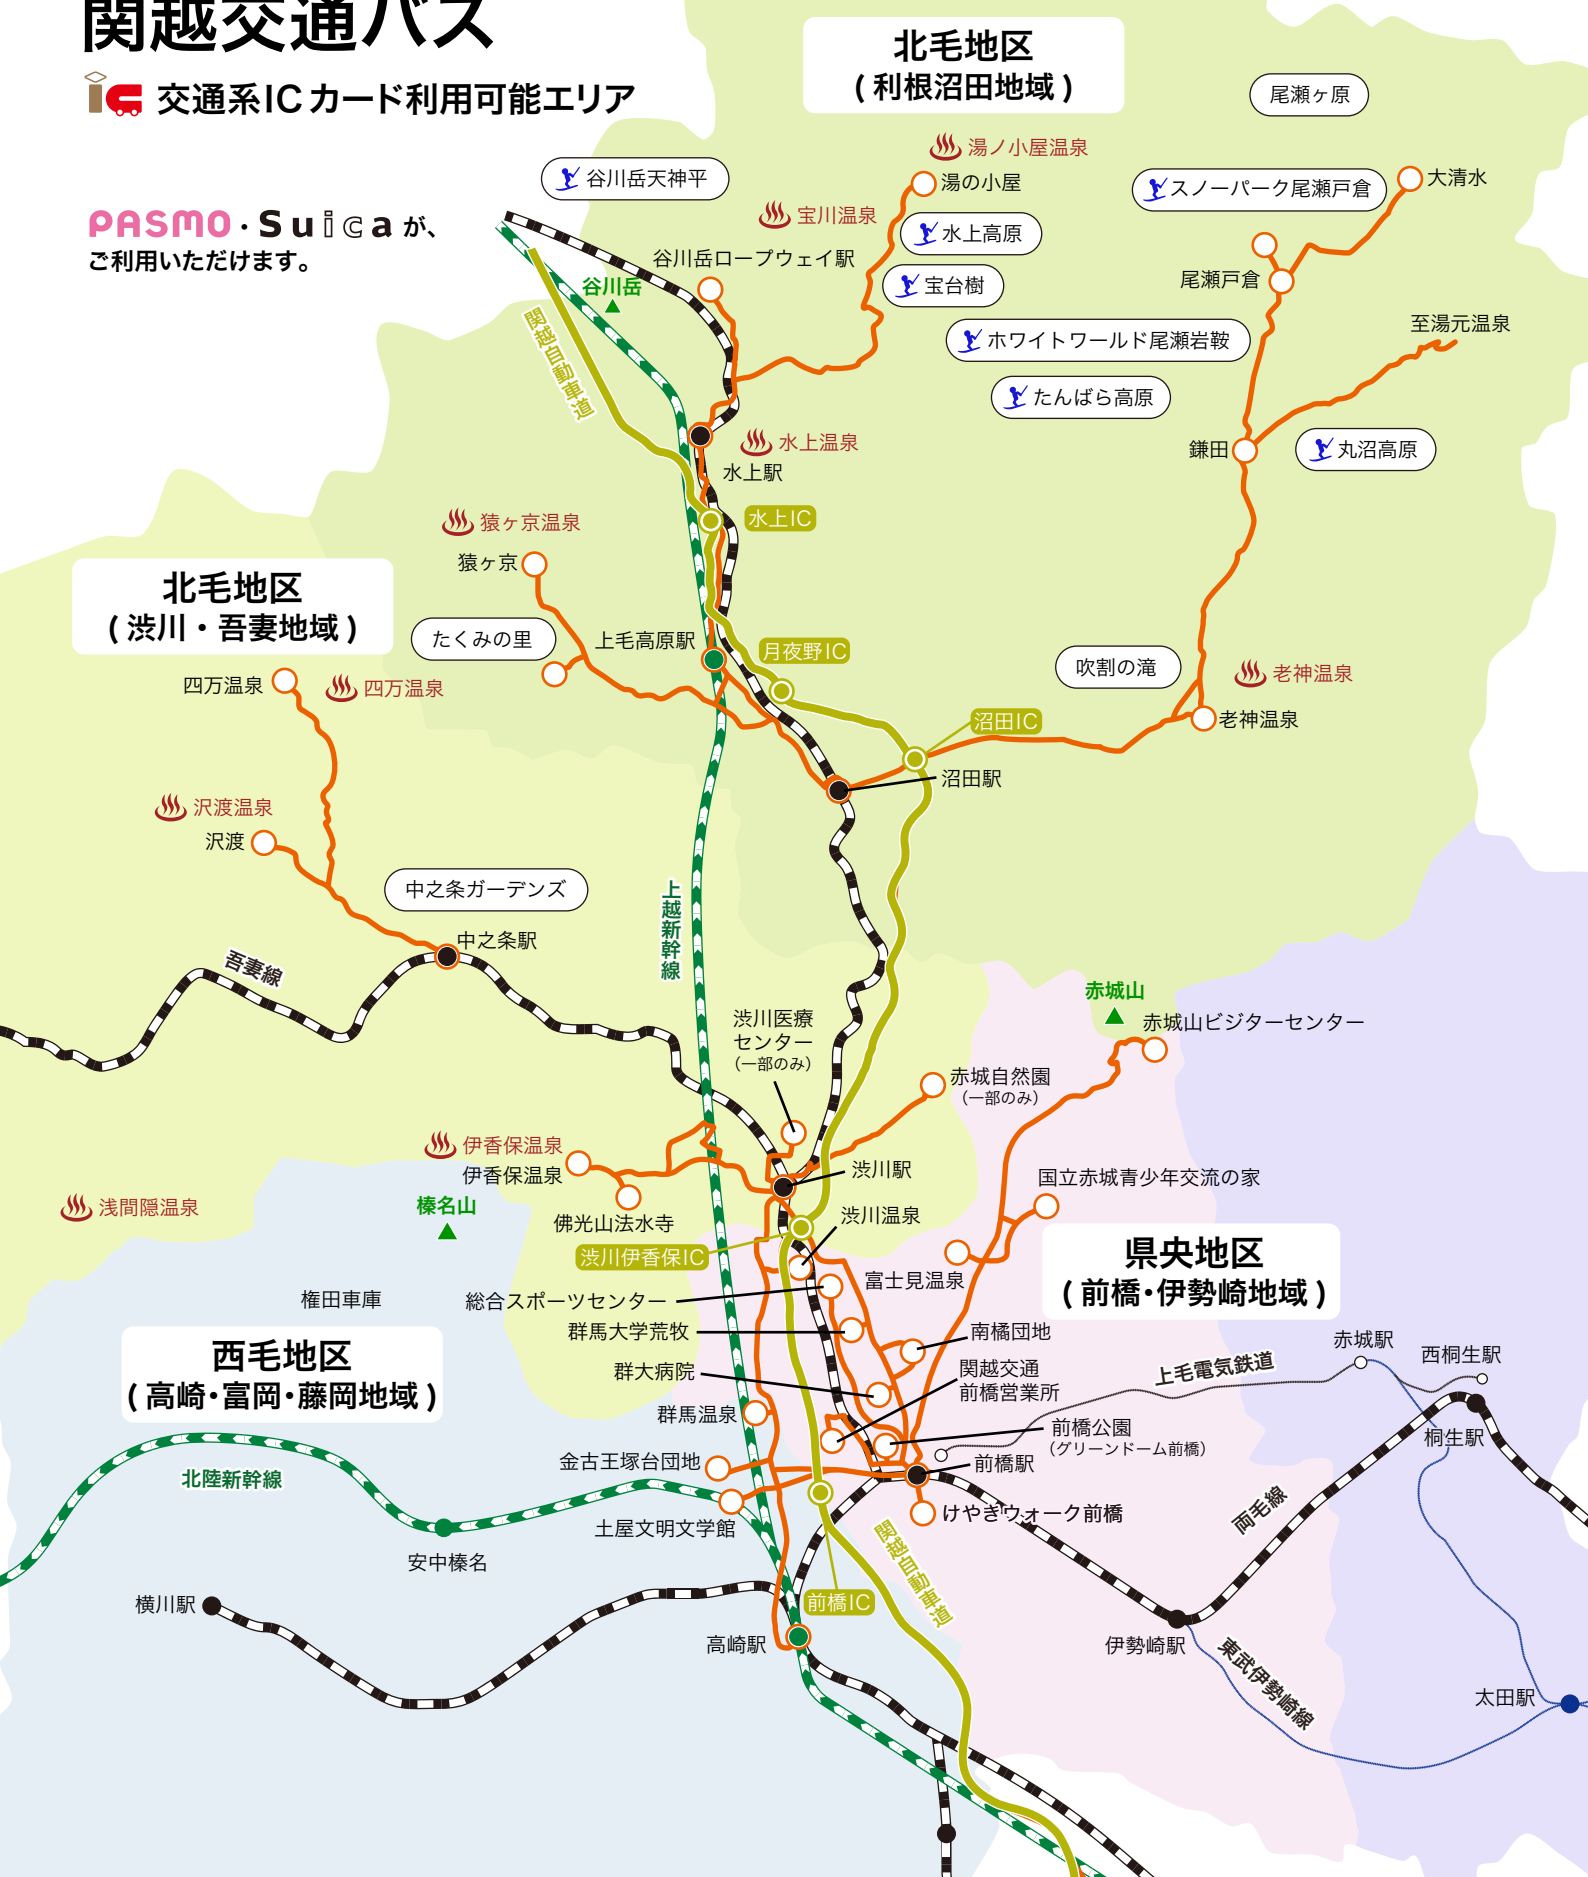 関越交通バス
ic 交通系ICカード利用可能エリア
PASMO・Suicaが、
ご利用いただけます。
北毛地区
(利根沼田地域)
尾瀬ヶ原
湯ノ小屋温泉
湯の小屋
谷川岳天神平
スノーパーク尾瀬戸倉
大清水
宝川温泉
水上高原
谷川岳ロープウェイ駅
宝台樹
尾瀬戸倉
谷川岳
関越自動車道
至湯元温泉
ホワイトワールド尾瀬岩鞍
たんばら高原
水上温泉
水上駅
鎌田
丸沼高原
猿ヶ京温泉
水上IC
猿ヶ京
北毛地区
(渋川・吾妻地域)
たくみの里
上毛高原駅
月夜野IC
吹割の滝
老神温泉
四万温泉
四万温泉
老神温泉
沼田IC
沼田駅
沢渡温泉
沢渡
中之条ガーデンズ
上越新幹線
中之条駅
吾妻線
赤城山
赤城山ビジターセンター
渋川医療
センター
(一部のみ)
赤城自然園
(一部のみ)
伊香保温泉
伊香保温泉
渋川駅
国立赤城青少年交流の家
浅間隠温泉
榛名山
佛光山法水寺
渋川温泉
渋川伊香保IC
富士見温泉
県央地区
(前橋・伊勢崎地域)
権田車庫
総合スポーツセンター
群馬大学荒牧
南橘団地
赤城駅
西桐生駅
西毛地区
(高崎・富岡・藤岡地域)
群大病院
関越交通
前橋営業所
上毛電気鉄道
群馬温泉
前橋公園
(グリーンドーム前橋)
桐生駅
金古王塚台団地
前橋駅
北陸新幹線
けやきウォーク前橋
両毛線
土屋文明文学館
関越自動車道
安中榛名
横川駅
前橋IC
高崎駅
伊勢崎駅
東武伊勢崎線
太田駅